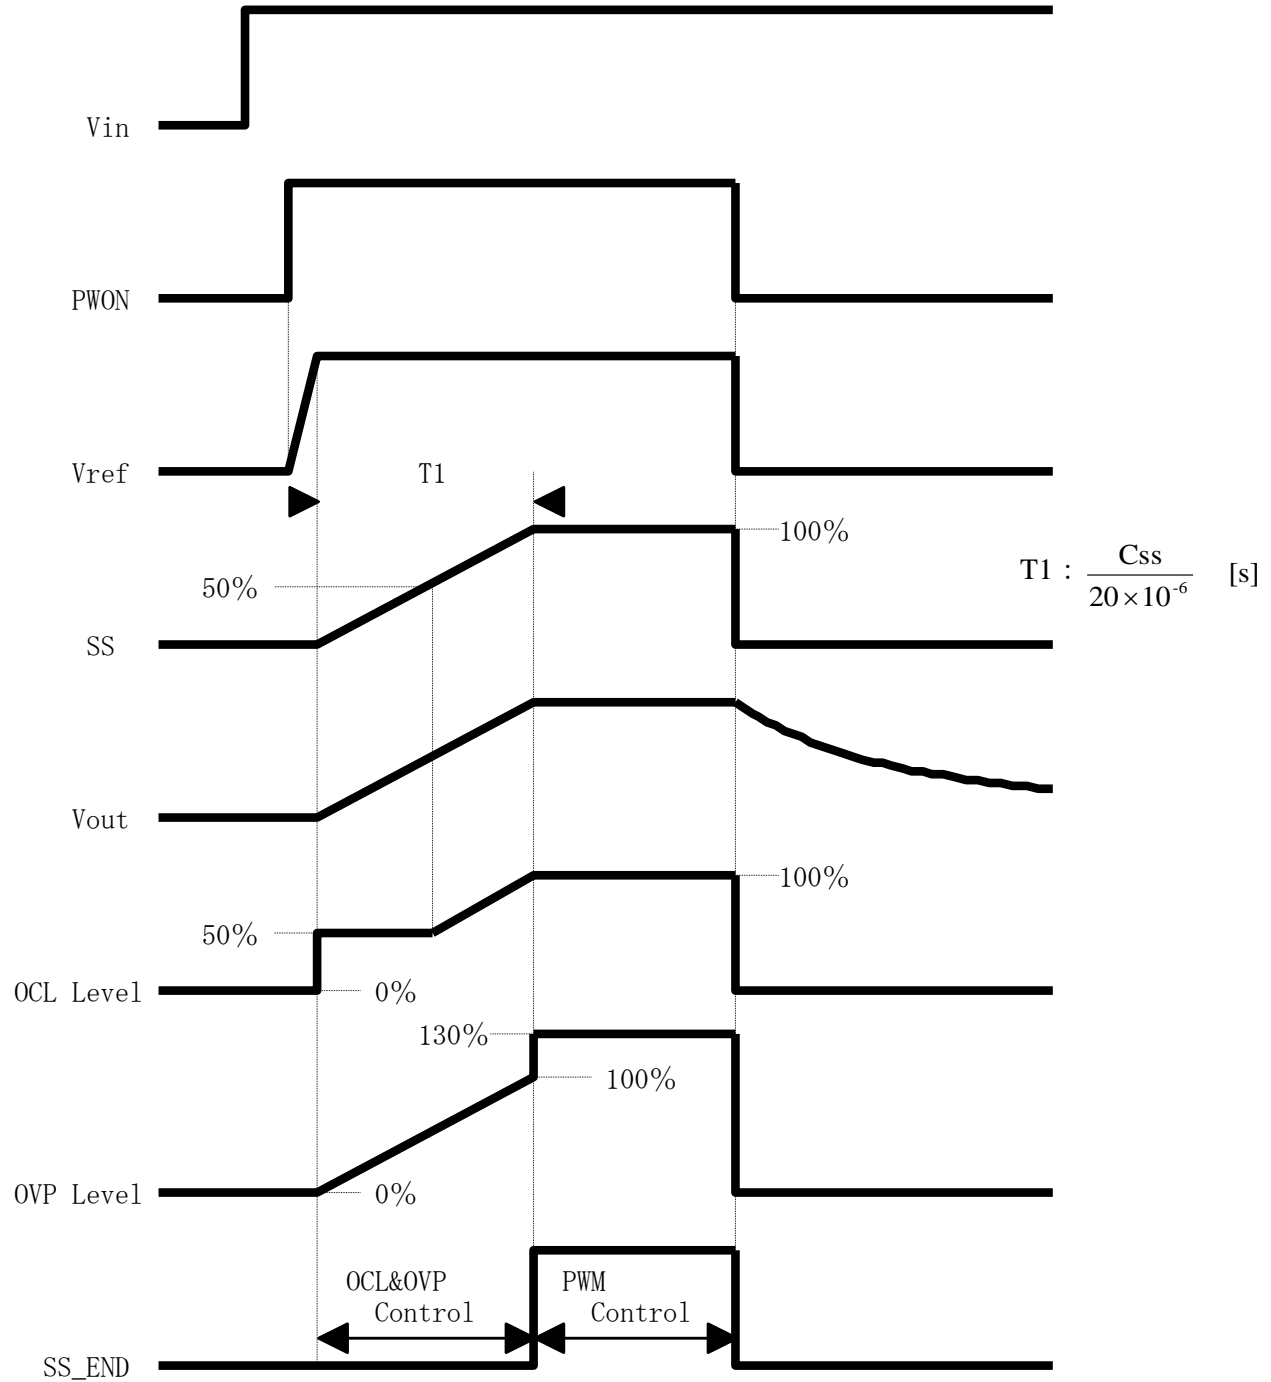 Vin
PWON
Vref
T1
100%
50%
SS
T1 : Css / 20×10^-6 [s]
Vout
100%
50%
OCL Level
0%
130%
100%
OVP Level
0%
OCL&OVP
Control
PWM
Control
SS_END